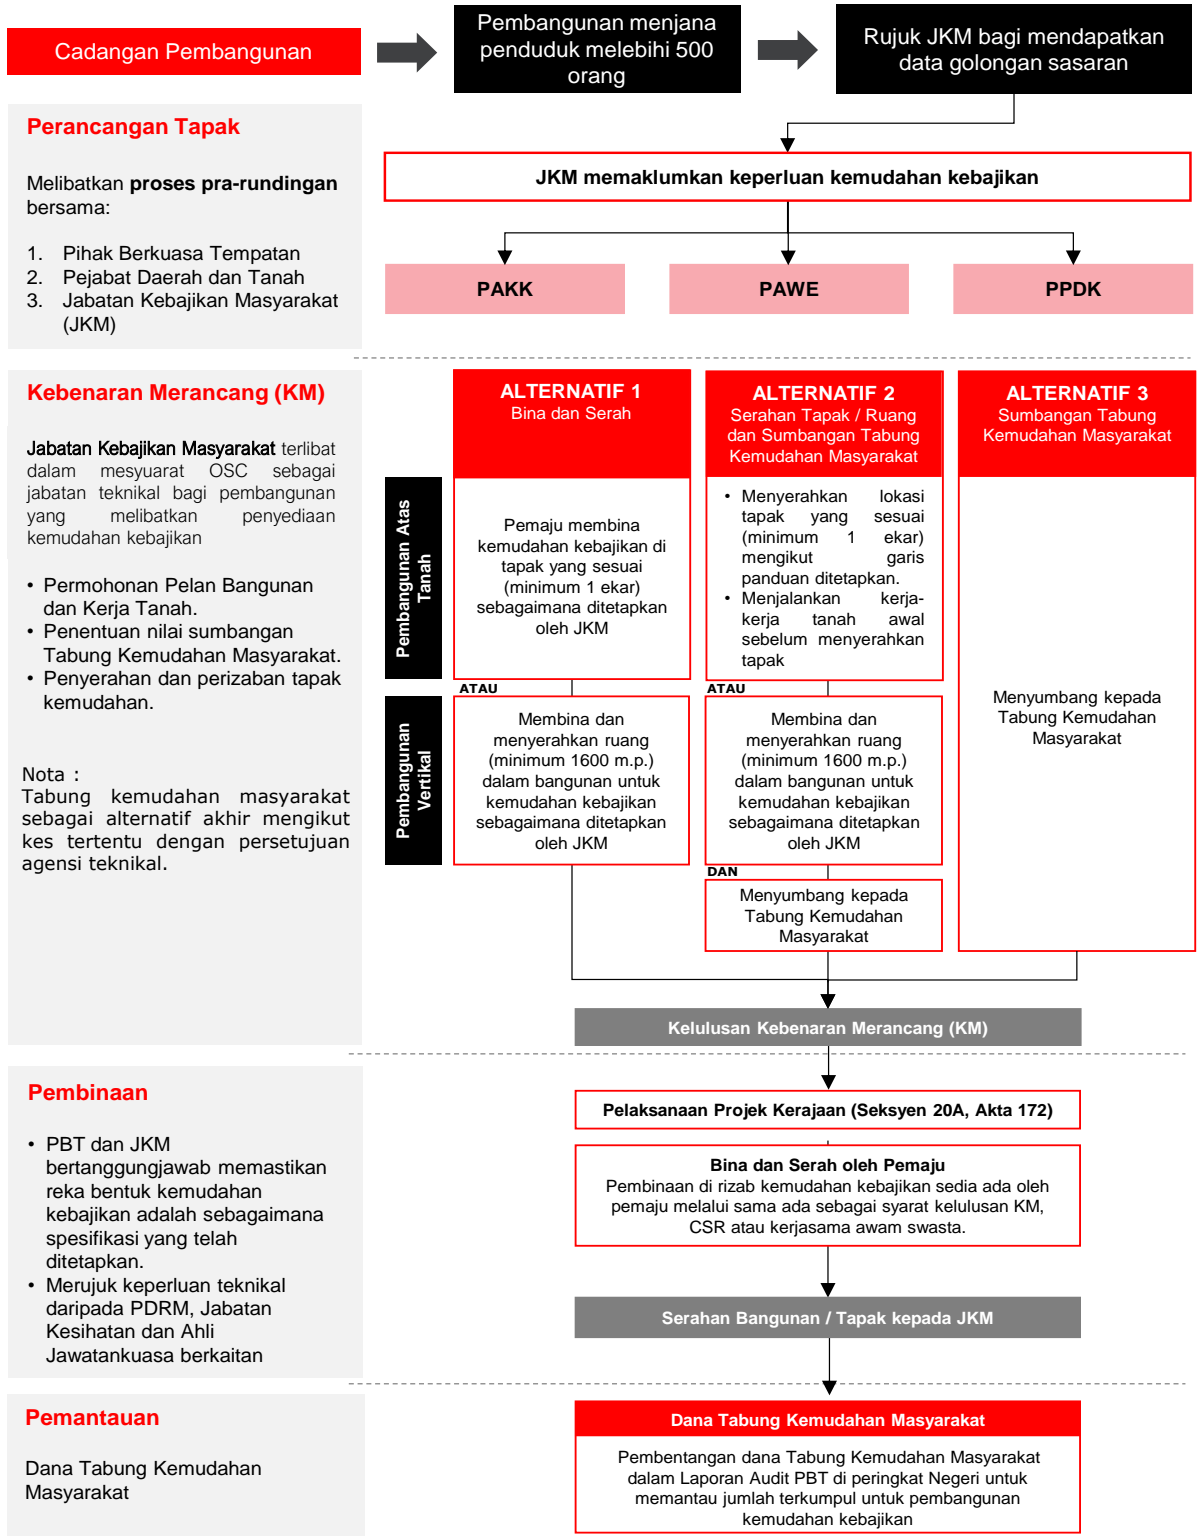 Cadangan Pembangunan
Pembangunan menjana
penduduk melebihi 500
orang
Rujuk JKM bagi mendapatkan
data golongan sasaran
Perancangan Tapak
Melibatkan proses pra-rundingan
bersama:
1. Pihak Berkuasa Tempatan
2. Pejabat Daerah dan Tanah
3. Jabatan Kebajikan Masyarakat
(JKM)
JKM memaklumkan keperluan kemudahan kebajikan
PAKK
PAWE
PPDK
Kebenaran Merancang (KM)
Jabatan Kebajikan Masyarakat terlibat
dalam mesyuarat OSC sebagai
jabatan teknikal bagi pembangunan
yang melibatkan penyediaan
kemudahan kebajikan
• Permohonan Pelan Bangunan
dan Kerja Tanah.
• Penentuan nilai sumbangan
Tabung Kemudahan Masyarakat.
• Penyerahan dan perizaban tapak
kemudahan.
Nota :
Tabung kemudahan masyarakat
sebagai alternatif akhir mengikut
kes tertentu dengan persetujuan
agensi teknikal.
ALTERNATIF 1
Bina dan Serah
ALTERNATIF 2
Serahan Tapak / Ruang
dan Sumbangan Tabung
Kemudahan Masyarakat
ALTERNATIF 3
Sumbangan Tabung
Kemudahan Masyarakat
Pembangunan Atas
Tanah
Pemaju membina
kemudahan kebajikan di
tapak yang sesuai
(minimum 1 ekar)
sebagaimana ditetapkan
oleh JKM
• Menyerahkan lokasi
tapak yang sesuai
(minimum 1 ekar)
mengikut garis
panduan ditetapkan.
• Menjalankan kerja-
kerja tanah awal
sebelum menyerahkan
tapak
Menyumbang kepada
Tabung Kemudahan
Masyarakat
ATAU
ATAU
Pembangunan
Vertikal
Membina dan
menyerahkan ruang
(minimum 1600 m.p.)
dalam bangunan untuk
kemudahan kebajikan
sebagaimana ditetapkan
oleh JKM
Membina dan
menyerahkan ruang
(minimum 1600 m.p.)
dalam bangunan untuk
kemudahan kebajikan
sebagaimana ditetapkan
oleh JKM
DAN
Menyumbang kepada
Tabung Kemudahan
Masyarakat
Kelulusan Kebenaran Merancang (KM)
Pembinaan
• PBT dan JKM
bertanggungjawab memastikan
reka bentuk kemudahan
kebajikan adalah sebagaimana
spesifikasi yang telah
ditetapkan.
• Merujuk keperluan teknikal
daripada PDRM, Jabatan
Kesihatan dan Ahli
Jawatankuasa berkaitan
Pelaksanaan Projek Kerajaan (Seksyen 20A, Akta 172)
Bina dan Serah oleh Pemaju
Pembinaan di rizab kemudahan kebajikan sedia ada oleh
pemaju melalui sama ada sebagai syarat kelulusan KM,
CSR atau kerjasama awam swasta.
Serahan Bangunan / Tapak kepada JKM
Pemantauan
Dana Tabung Kemudahan
Masyarakat
Dana Tabung Kemudahan Masyarakat
Pembentangan dana Tabung Kemudahan Masyarakat
dalam Laporan Audit PBT di peringkat Negeri untuk
memantau jumlah terkumpul untuk pembangunan
kemudahan kebajikan